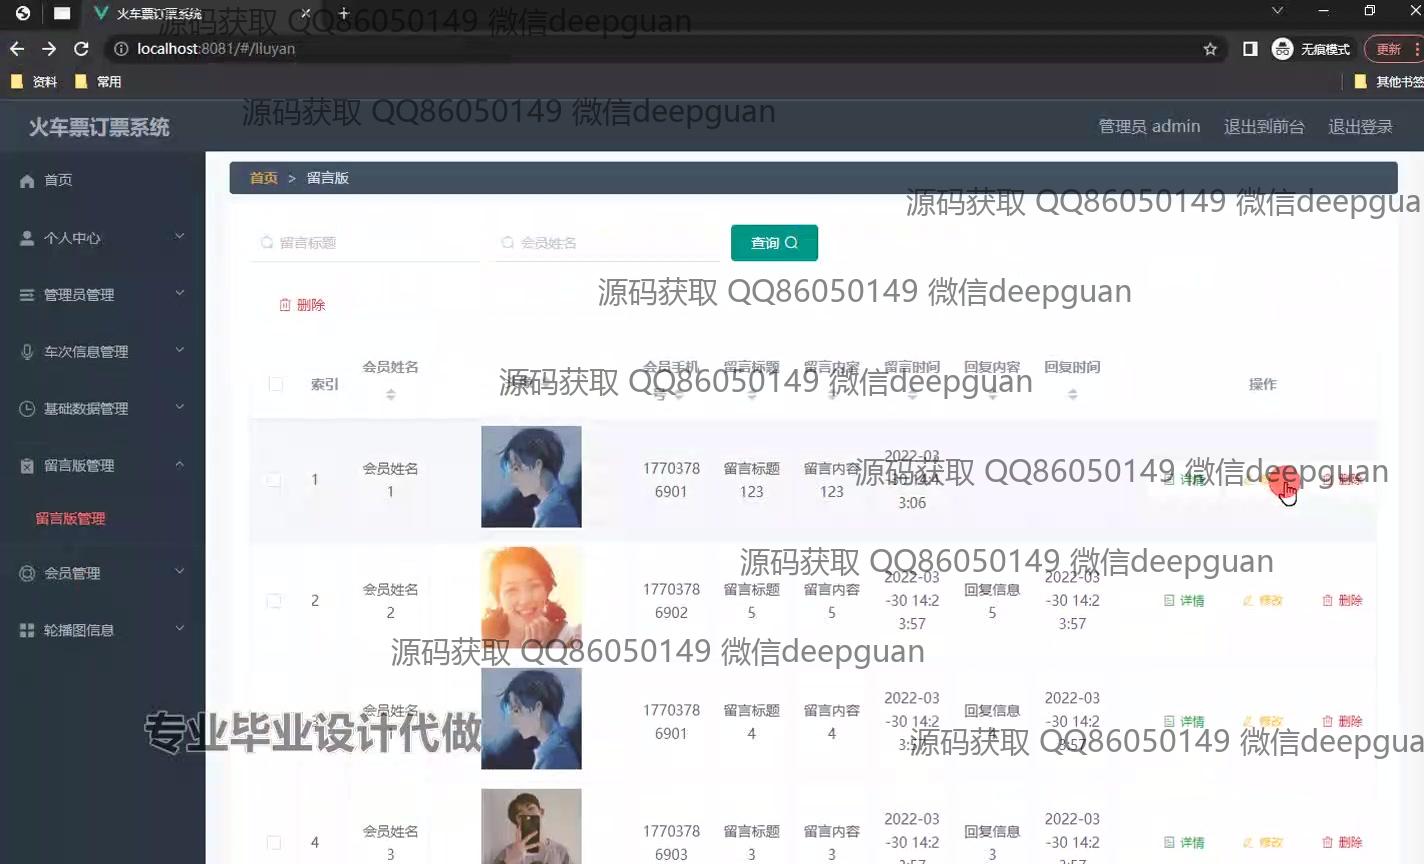 火车票订票系统
源码获取 QQ86050149 微信deepguan
localhost:8081/#/liuyan
无痕模式
更新
资料
常用
其他书签
源码获取 QQ86050149 微信deepguan
火车票订票系统
管理员 admin
退出到前台
退出登录
首页
个人中心
管理员管理
车次信息管理
基础数据管理
留言版管理
留言版管理
会员管理
轮播图信息
首页 > 留言版
源码获取 QQ86050149 微信deepgua
留言标题
会员姓名
查询
源码获取 QQ86050149 微信deepguan
删除
索引 会员姓名 会员手机号 留言标题 留言内容 留言时间 回复内容 回复时间 操作
源码获取 QQ86050149 微信deepguan
1 会员姓名1 17703786901 留言标题123 留言内容123 2022-03-30 14:43:06 详情 删除
源码获取 QQ86050149 微信deepguan
源码获取 QQ86050149 微信deepguan
2 会员姓名2 17703786902 留言标题5 留言内容5 2022-03-30 14:23:57 回复信息5 2022-03-30 14:23:57 详情 修改 删除
源码获取 QQ86050149 微信deepguan
会员姓名 17703786901 留言标题4 留言内容4 2022-03-30 14:23:57 回复信息4 2022-03-30 14:23:57 详情 修改 删除
专业毕业设计代做
源码获取 QQ86050149 微信deepgua
4 会员姓名3 17703786903 留言标题3 留言内容3 2022-03-30 14:23:57 回复信息3 2022-03-30 14:23:57 详情 修改 删除